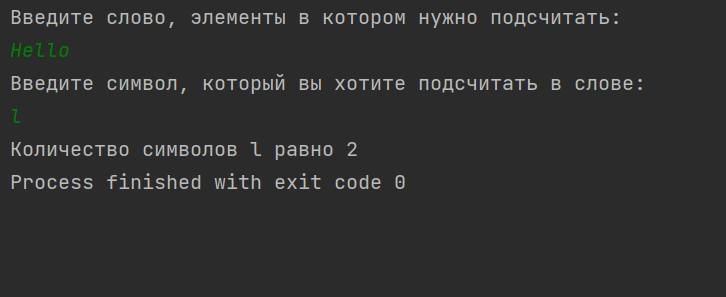 Введите слово, элементы в котором нужно подсчитать:
Hello
Введите символ, который вы хотите подсчитать в слове:
l
Количество символов l равно 2
Process finished with exit code 0